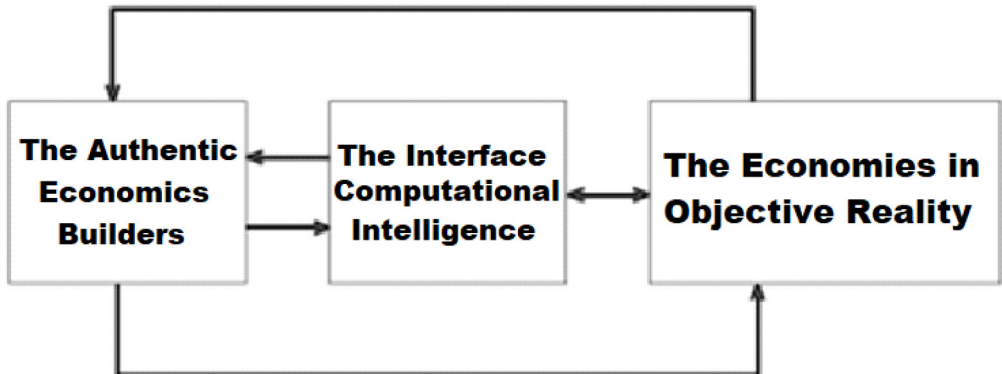 The Authentic
Economics
Builders
The Interface
Computational
Intelligence
The Economies in
Objective Reality